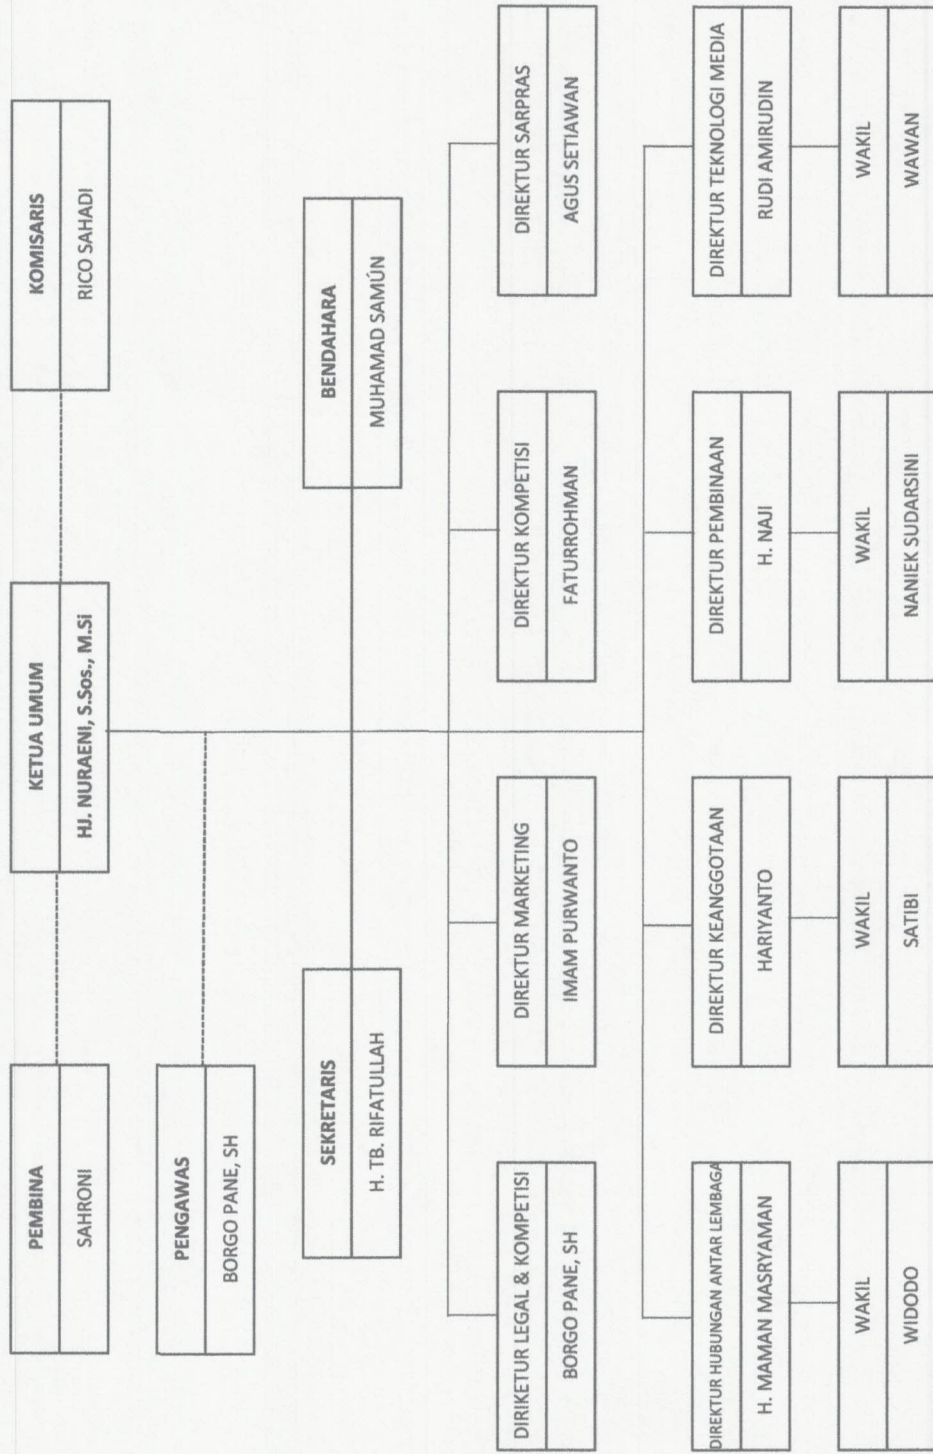 PEMBINA
SAHRONI
KETUA UMUM
HJ. NURAENI, S.Sos., M.Si
KOMISARIS
RICO SAHADI
PENGAWAS
BORGO PANE, SH
SEKRETARIS
H. TB. RIFATULLAH
BENDAHARA
MUHAMAD SAMÚN
DIRIKETUR LEGAL & KOMPETISI
BORGO PANE, SH
DIREKTUR MARKETING
IMAM PURWANTO
DIREKTUR KOMPETISI
FATURROHMAN
DIREKTUR SARPRAS
AGUS SETIAWAN
DIREKTUR HUBUNGAN ANTAR LEMBAGA
H. MAMAN MASRYAMAN
DIREKTUR KEANGGOTAAN
HARIYANTO
DIREKTUR PEMBINAAN
H. NAJI
DIREKTUR TEKNOLOGI MEDIA
RUDI AMIRUDIN
WAKIL
WIDODO
WAKIL
SATIBI
WAKIL
NANIEK SUDARSINI
WAKIL
WAWAN